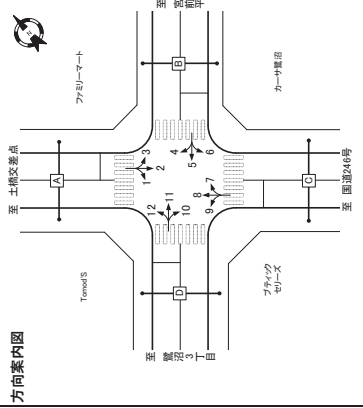 方向案内図
N
至 土橋交差点
至 宮前平
ファミリーマート
Tomod'S
カーサ鷺沼
ブティック
セリーズ
至 国道246号
至 鷺沼3丁目
A
B
C
D
1
2
3
4
5
6
7
8
9
10
11
12